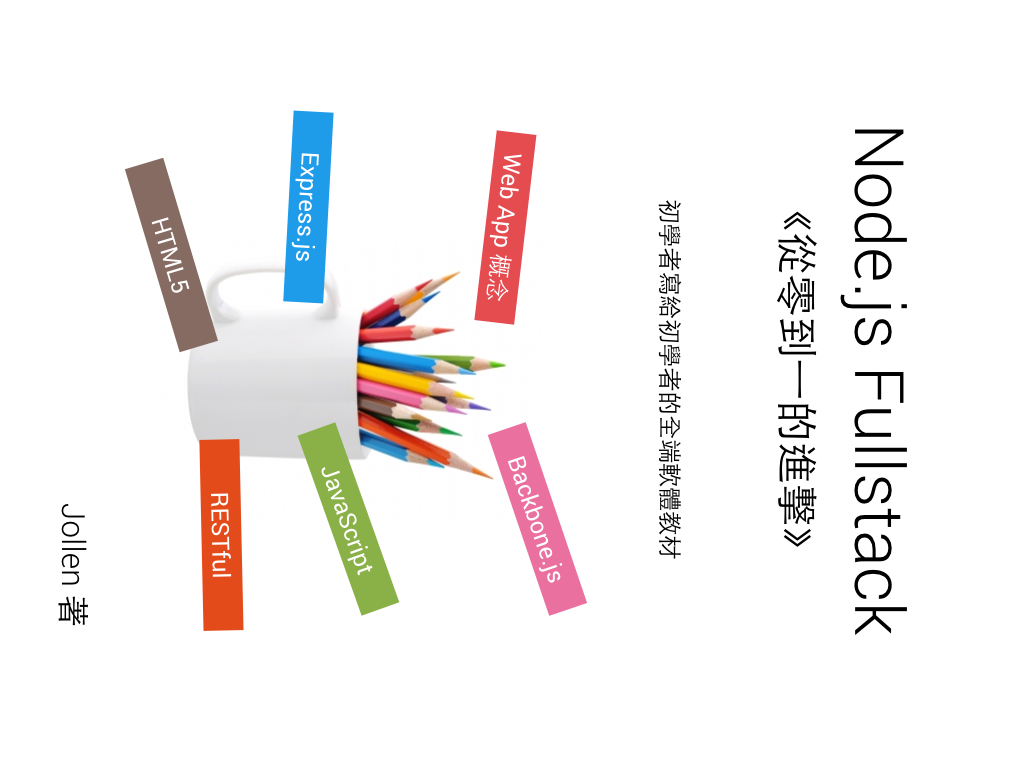 Node.js Fullstack
《從零到一的進擊》
初學者寫給初學者的全端軟體教材
Web App 概念
Backbone.js
Express.js
JavaScript
HTML5
RESTful
Jollen 著